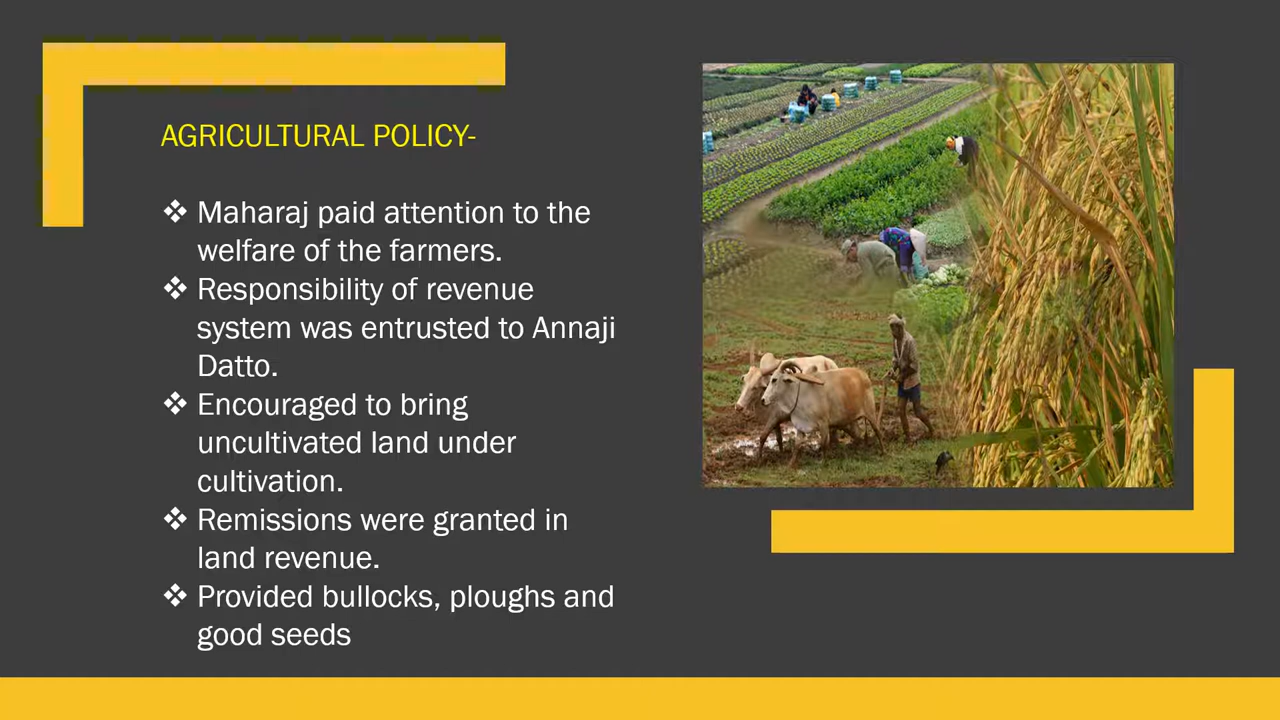 AGRICULTURAL POLICY-
❖ Maharaj paid attention to the
welfare of the farmers.
❖ Responsibility of revenue
system was entrusted to Annaji
Datto.
❖ Encouraged to bring
uncultivated land under
cultivation.
❖ Remissions were granted in
land revenue.
❖ Provided bullocks, ploughs and
good seeds